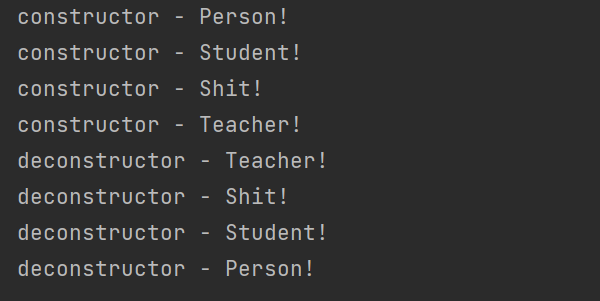 constructor - Person!
constructor - Student!
constructor - Shit!
constructor - Teacher!
deconstructor - Teacher!
deconstructor - Shit!
deconstructor - Student!
deconstructor - Person!